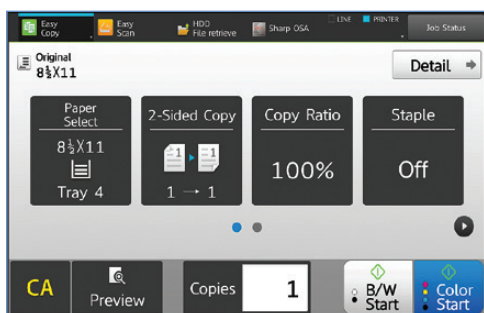 Easy Copy
Easy Scan
HDD File retrieve
Sharp OSA
LINE
PRINTER
Job Status
Original
8½X11
Detail
Paper Select
8½X11
Tray 4
2-Sided Copy
1 1
1 → 1
Copy Ratio
100%
Staple
Off
CA
Preview
Copies
1
B/W Start
Color Start